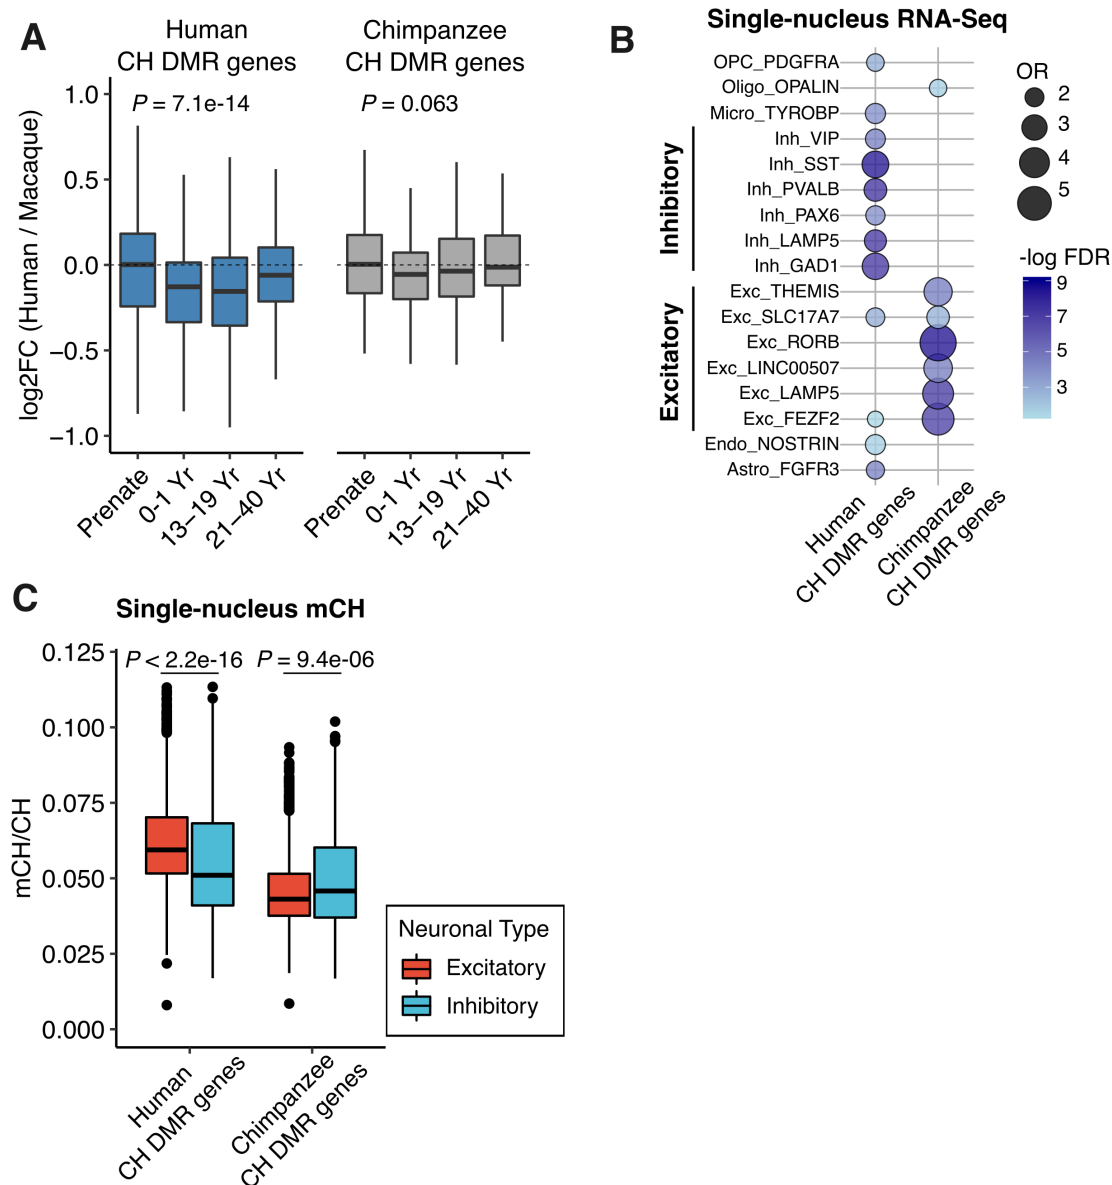 A
Human
CH DMR genes
Chimpanzee
CH DMR genes
P = 7.1e-14
P = 0.063
log2FC (Human / Macaque)
1.0
0.5
0.0
−0.5
−1.0
Prenate
0-1 Yr
13−19 Yr
21−40 Yr
Prenate
0-1 Yr
13−19 Yr
21−40 Yr
B
Single-nucleus RNA-Seq
OPC_PDGFRA
Oligo_OPALIN
Micro_TYROBP
Inh_VIP
Inh_SST
Inh_PVALB
Inh_PAX6
Inh_LAMP5
Inh_GAD1
Exc_THEMIS
Exc_SLC17A7
Exc_RORB
Exc_LINC00507
Exc_LAMP5
Exc_FEZF2
Endo_NOSTRIN
Astro_FGFR3
Inhibitory
Excitatory
Human
CH DMR genes
Chimpanzee
CH DMR genes
OR
2
3
4
5
-log FDR
9
7
5
3
C
Single-nucleus mCH
P < 2.2e-16
P = 9.4e-06
mCH/CH
0.125
0.100
0.075
0.050
0.025
0.000
Human
CH DMR genes
Chimpanzee
CH DMR genes
Neuronal Type
Excitatory
Inhibitory